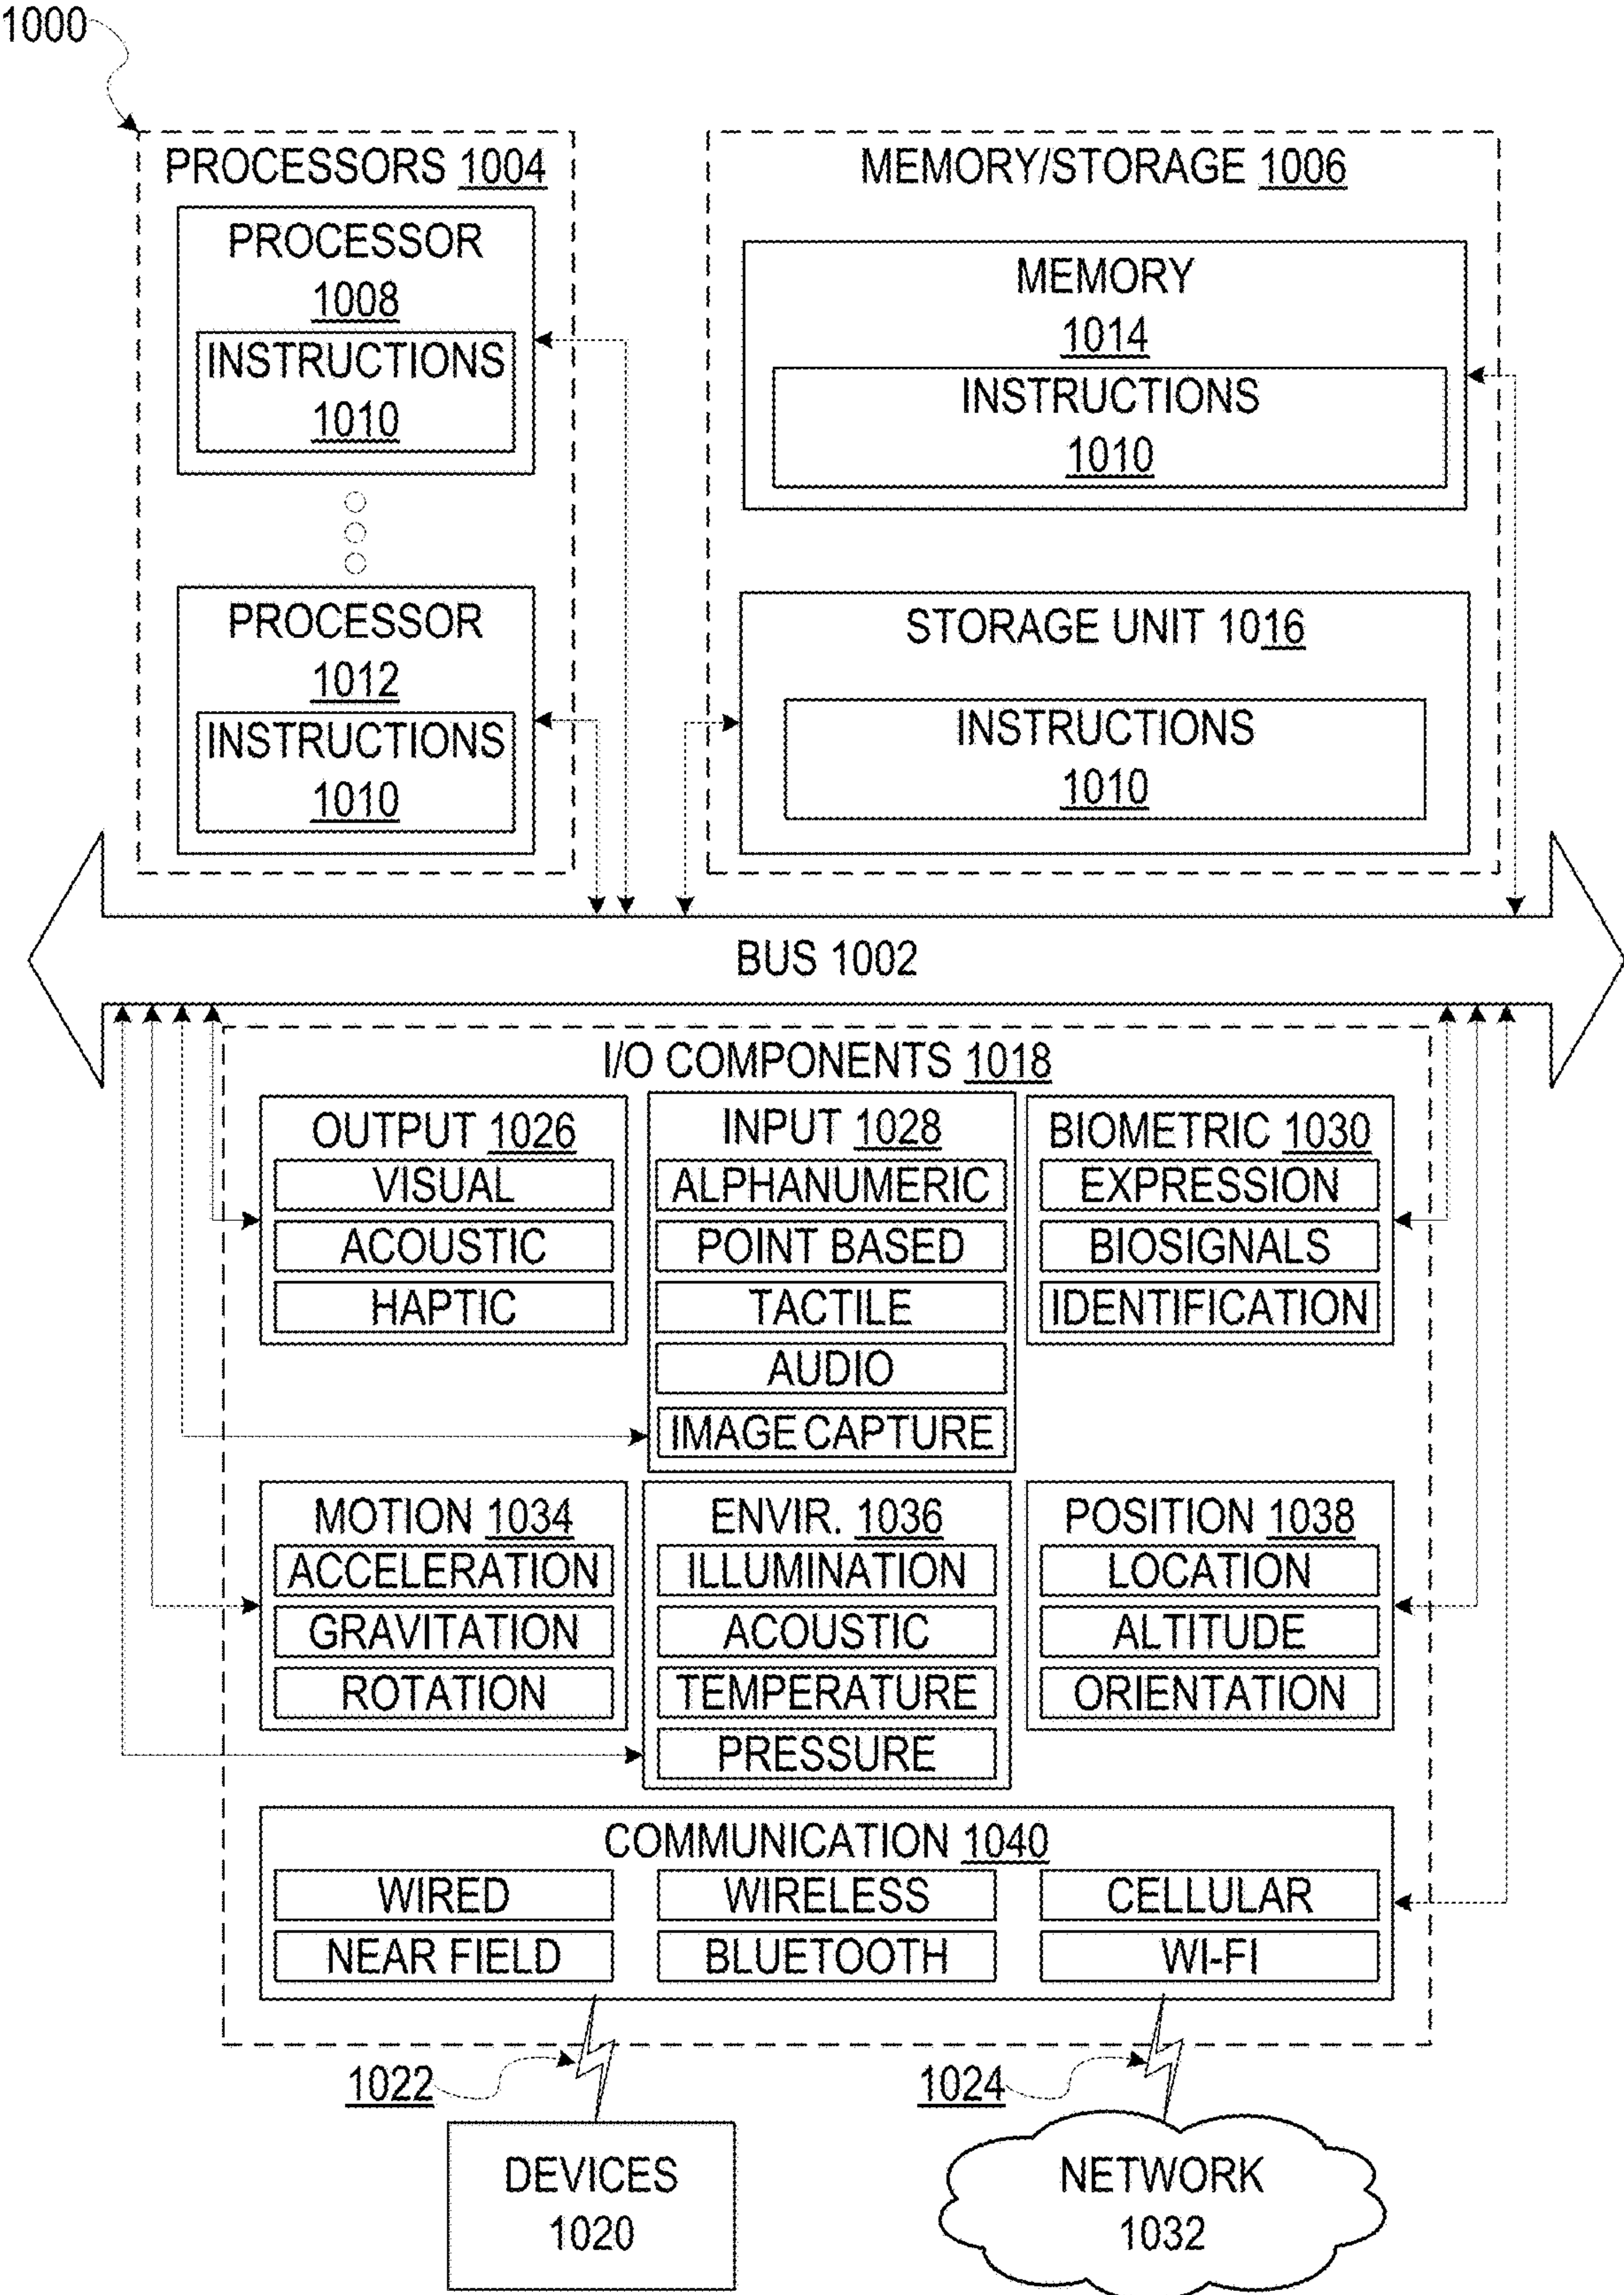 1000
PROCESSORS 1004
PROCESSOR
1008
INSTRUCTIONS
1010
PROCESSOR
1012
INSTRUCTIONS
1010
MEMORY/STORAGE 1006
MEMORY
1014
INSTRUCTIONS
1010
STORAGE UNIT 1016
INSTRUCTIONS
1010
BUS 1002
I/O COMPONENTS 1018
OUTPUT 1026
VISUAL
ACOUSTIC
HAPTIC
INPUT 1028
ALPHANUMERIC
POINT BASED
TACTILE
AUDIO
IMAGE CAPTURE
BIOMETRIC 1030
EXPRESSION
BIOSIGNALS
IDENTIFICATION
MOTION 1034
ACCELERATION
GRAVITATION
ROTATION
ENVIR. 1036
ILLUMINATION
ACOUSTIC
TEMPERATURE
PRESSURE
POSITION 1038
LOCATION
ALTITUDE
ORIENTATION
COMMUNICATION 1040
WIRED
WIRELESS
CELLULAR
NEAR FIELD
BLUETOOTH
WI-FI
1022
1024
DEVICES
1020
NETWORK
1032